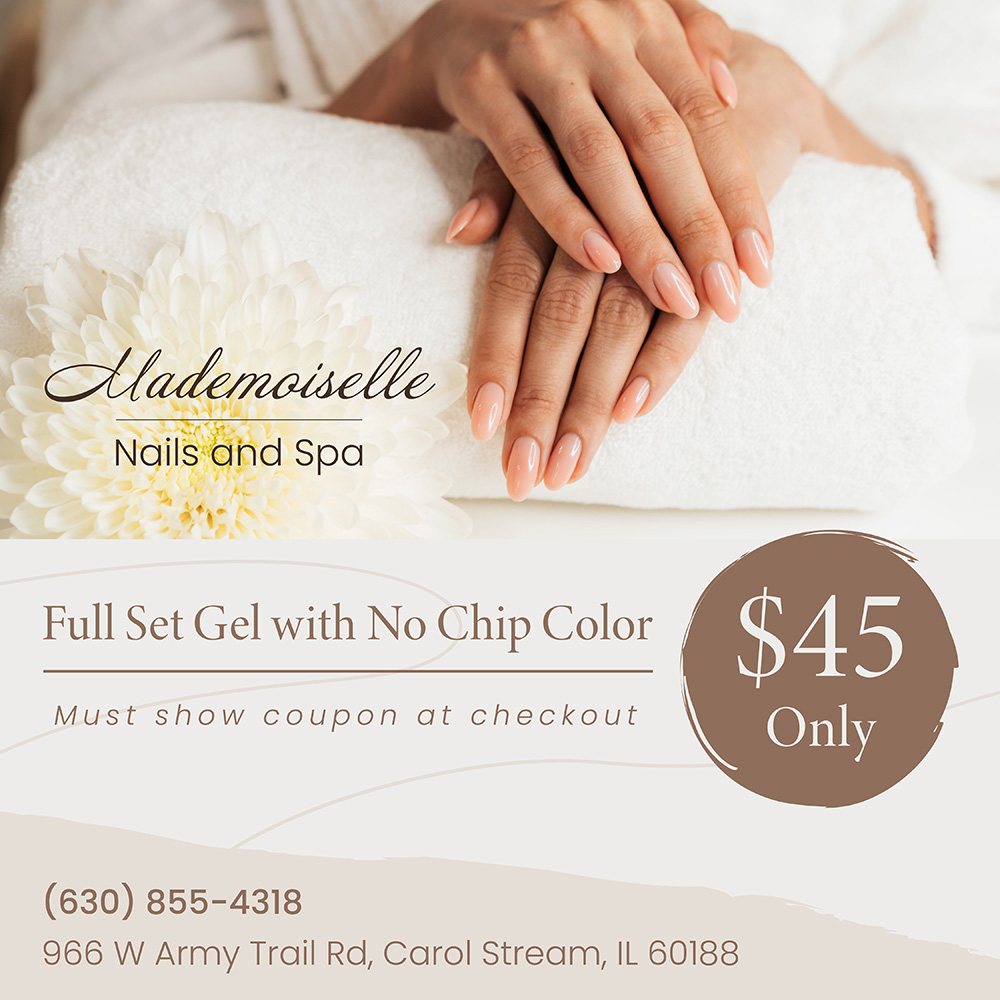 Mademoiselle
Nails and Spa
Full Set Gel with No Chip Color
Must show coupon at checkout
$45
Only
(630) 855-4318
966 W Army Trail Rd, Carol Stream, IL 60188